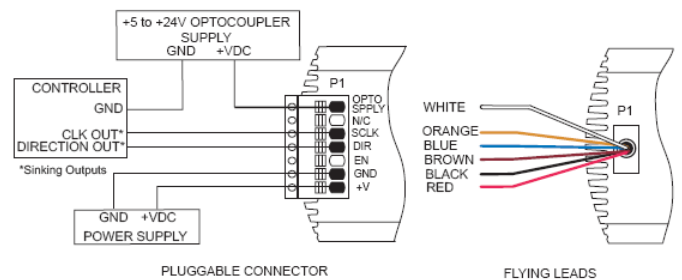 +5 to +24V OPTOCOUPLER
SUPPLY
GND +VDC
CONTROLLER
GND
CLK OUT*
DIRECTION OUT*
*Sinking Outputs
GND +VDC
POWER SUPPLY
P1
OPTO
SPPLY
N/C
SCLK
DIR
EN
GND
+V
PLUGGABLE CONNECTOR
WHITE
ORANGE
BLUE
BROWN
BLACK
RED
P1
FLYING LEADS